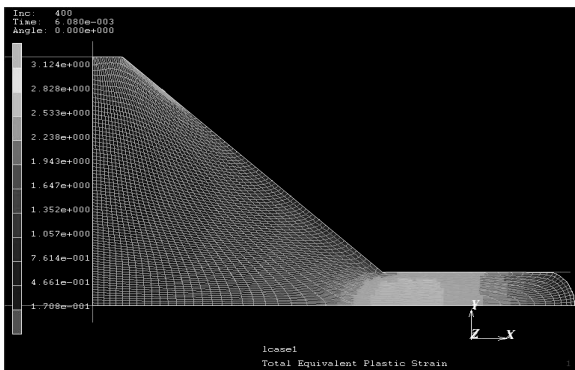 Inc: 400
Time: 6.080e-003
Angle: 0.000e+000
3.124e+000
2.828e+000
2.533e+000
2.238e+000
1.943e+000
1.647e+000
1.352e+000
1.057e+000
7.614e-001
4.661e-001
1.708e-001
Y
Z X
lcase1
Total Equivalent Plastic Strain
1